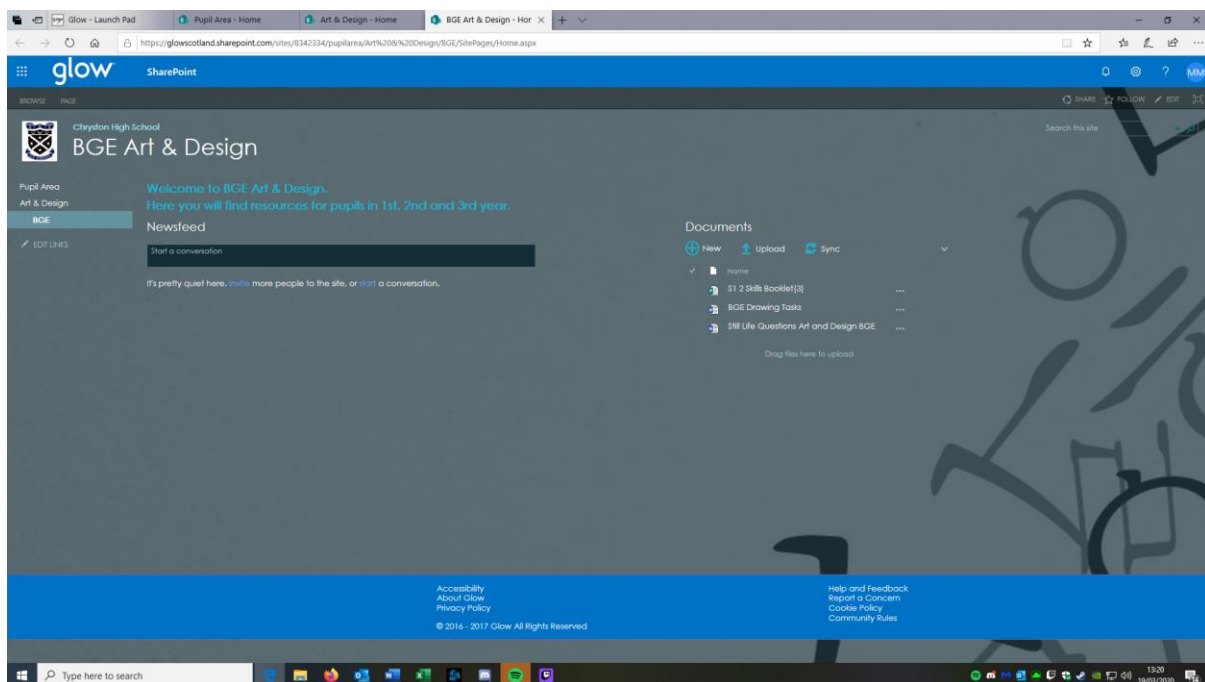 Glow - Launch Pad
Pupil Area - Home
Art & Design - Home
BGE Art & Design - Hor
https://glowscotland.sharepoint.com/sites/8342334/pupilarea/Art%20&%20Design/BGE/SitePages/Home.aspx
glow
SharePoint
MM
BROWSE PAGE
SHARE FOLLOW EDIT
Chryston High School
BGE Art & Design
Search this site
Pupil Area
Art & Design
BGE
EDIT LINKS
Welcome to BGE Art & Design.
Here you will find resources for pupils in 1st, 2nd and 3rd year.
Newsfeed
Start a conversation
It's pretty quiet here. Invite more people to the site, or start a conversation.
Documents
New Upload Sync
Name
S1 2 Skills Booklet(3)
BGE Drawing Tasks
Still Life Questions Art and Design BGE
Drag files here to upload
Accessibility
About Glow
Privacy Policy
© 2016 - 2017 Glow All Rights Reserved
Help and Feedback
Report a Concern
Cookie Policy
Community Rules
Type here to search
13:20
19/03/2020